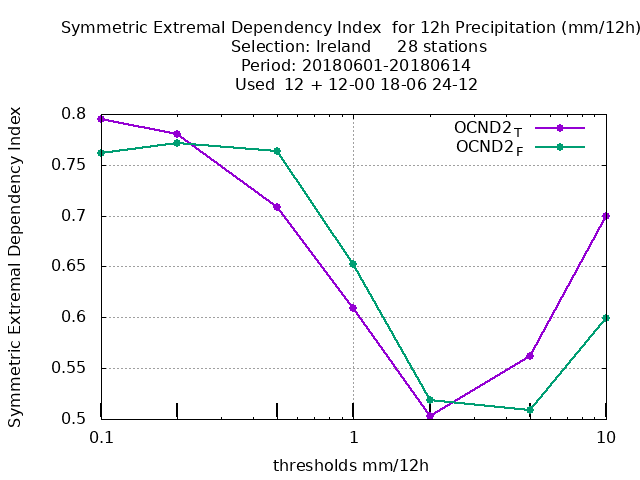 Symmetric Extremal Dependency Index  for 12h Precipitation (mm/12h)
Selection: Ireland     28 stations
Period: 20180601-20180614
Used  12 + 12-00 18-06 24-12
Symmetric Extremal Dependency Index
0.8
0.75
0.7
0.65
0.6
0.55
0.5
OCND2T
OCND2F
0.1
1
10
thresholds mm/12h